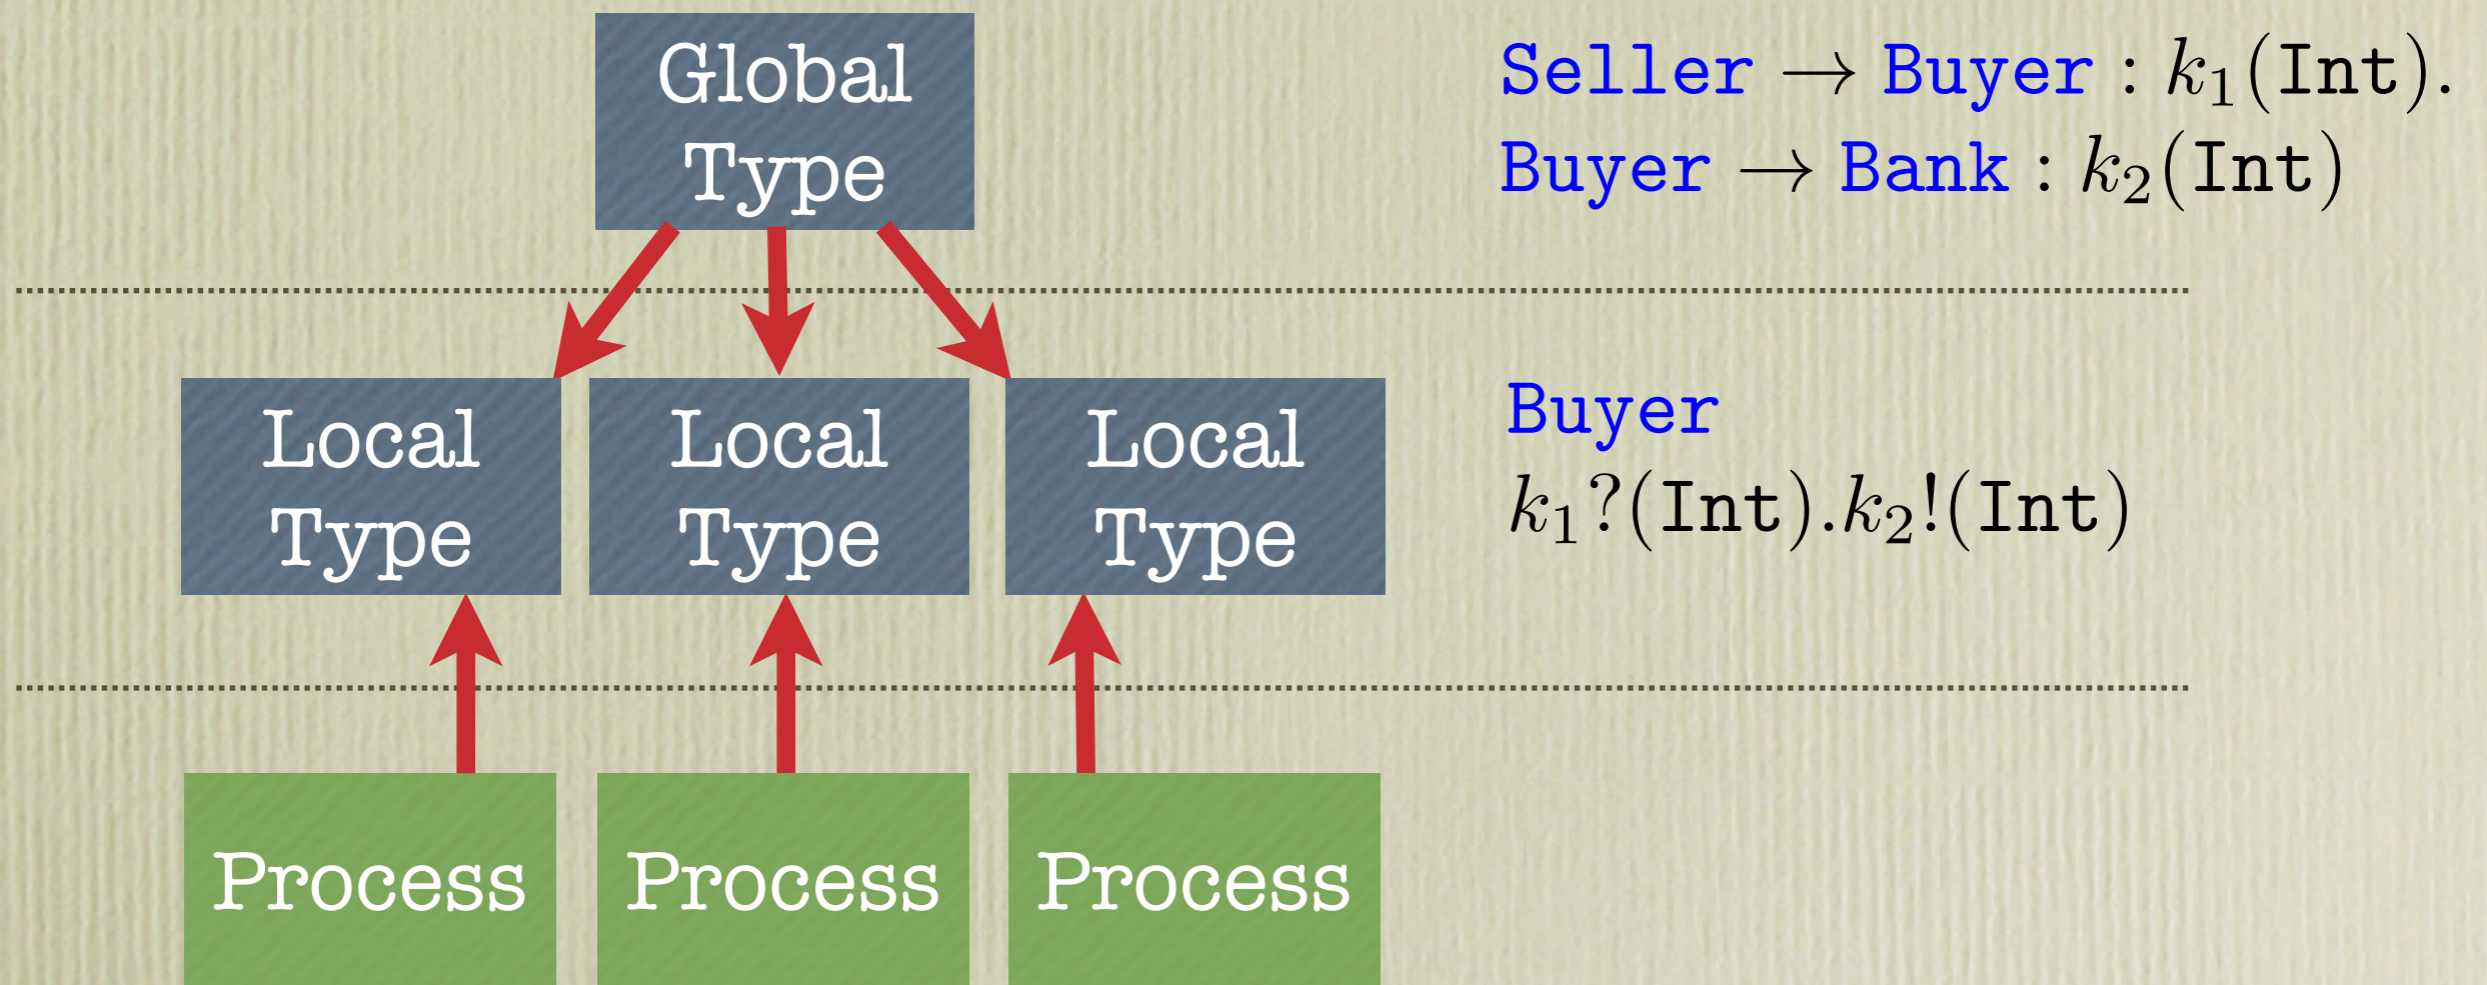 Global
Type
Seller → Buyer : k₁(Int).
Buyer → Bank : k₂(Int)
Local
Type
Local
Type
Local
Type
Buyer
k₁?(Int).k₂!(Int)
Process
Process
Process